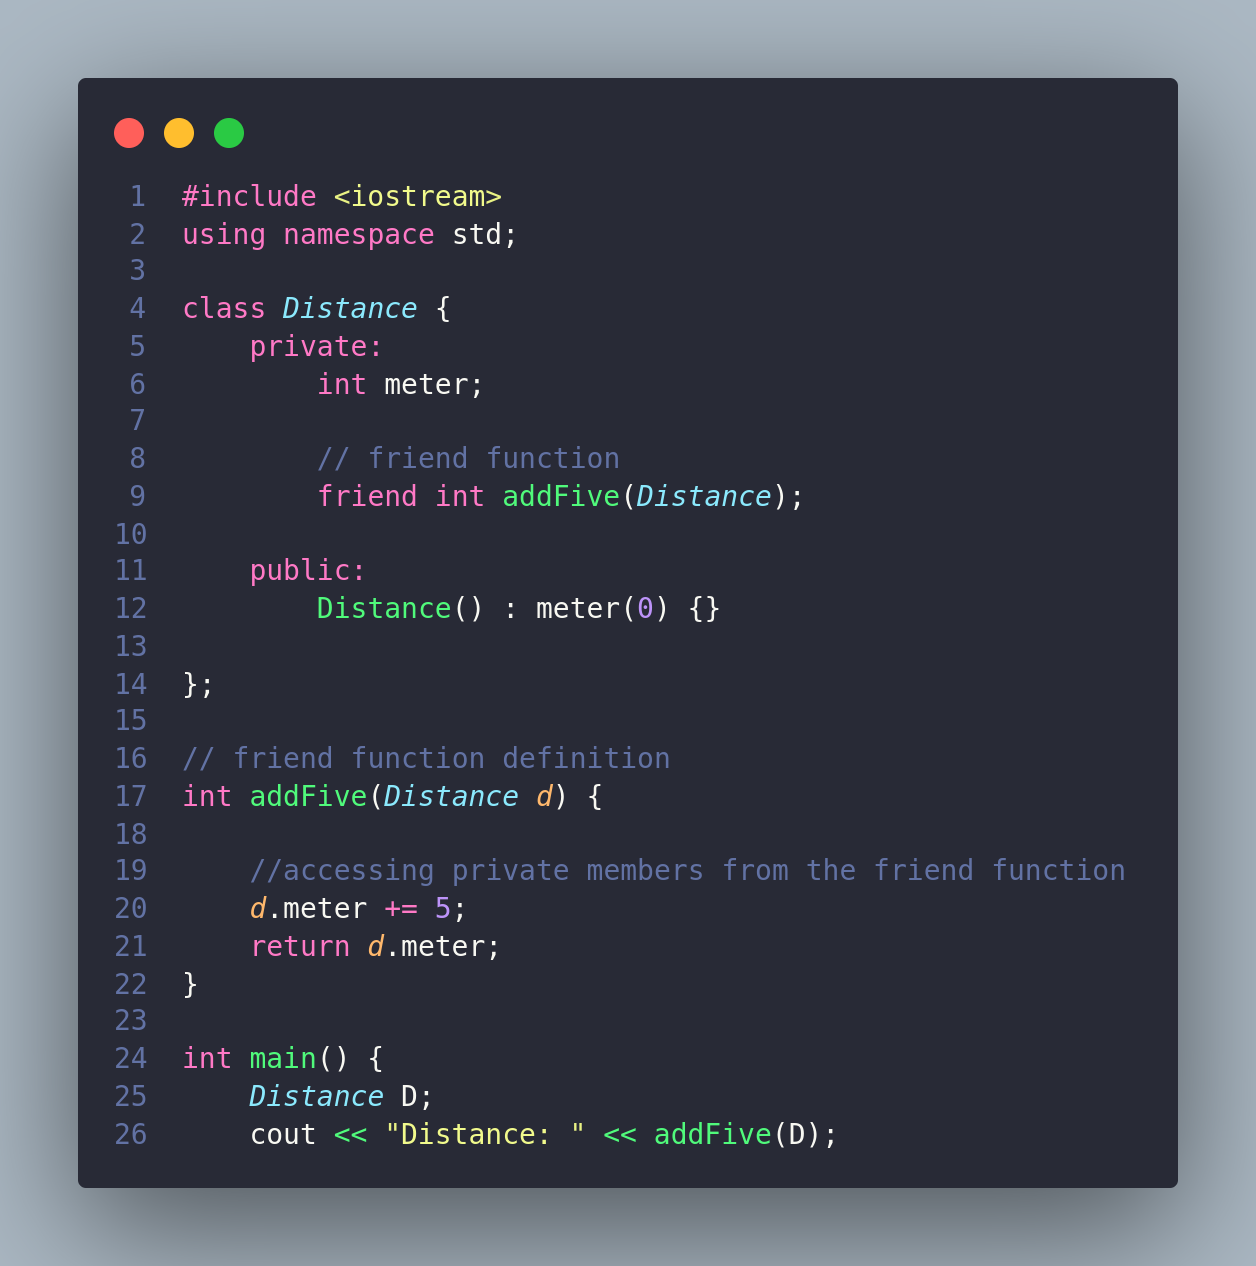 1 #include <iostream>
2 using namespace std;
3
4 class Distance {
5     private:
6         int meter;
7
8         // friend function
9         friend int addFive(Distance);
10
11     public:
12         Distance() : meter(0) {}
13
14 };
15
16 // friend function definition
17 int addFive(Distance d) {
18
19     //accessing private members from the friend function
20     d.meter += 5;
21     return d.meter;
22 }
23
24 int main() {
25     Distance D;
26     cout << "Distance: " << addFive(D);